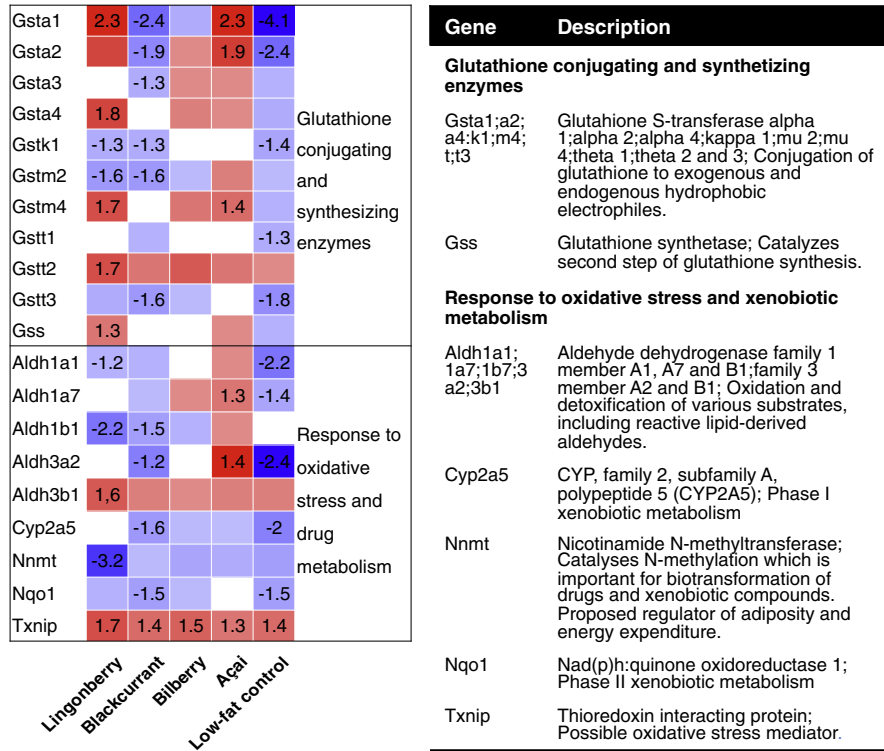 Gsta1 2.3 -2.4 2.3 -4.1
Gsta2 -1.9 1.9 -2.4
Gsta3 -1.3
Gsta4 1.8 Glutathione
Gstk1 -1.3 -1.3 -1.4 conjugating
Gstm2 -1.6 -1.6 and
Gstm4 1.7 1.4 synthesizing
Gstt1 -1.3 enzymes
Gstt2 1.7
Gstt3 -1.6 -1.8
Gss 1.3
Aldh1a1 -1.2 -2.2
Aldh1a7 1.3 -1.4
Aldh1b1 -2.2 -1.5 Response to
Aldh3a2 -1.2 1.4 -2.4 oxidative
Aldh3b1 1,6 stress and
Cyp2a5 -1.6 -2 drug
Nnmt -3.2 metabolism
Nqo1 -1.5 -1.5
Txnip 1.7 1.4 1.5 1.3 1.4
Lingonberry
Blackcurrant
Bilberry
Açai
Low-fat control
Gene Description
Glutathione conjugating and synthetizing
enzymes
Gsta1;a2; Glutathione S-transferase alpha
a4:k1;m4; 1;alpha 2;alpha 4;kappa 1;mu 2;mu
t;t3 4;theta 1;theta 2 and 3; Conjugation of
glutathione to exogenous and
endogenous hydrophobic
electrophiles.
Gss Glutathione synthetase; Catalyzes
second step of glutathione synthesis.
Response to oxidative stress and xenobiotic
metabolism
Aldh1a1; Aldehyde dehydrogenase family 1
1a7;1b7;3 member A1, A7 and B1;family 3
a2;3b1 member A2 and B1; Oxidation and
detoxification of various substrates,
including reactive lipid-derived
aldehydes.
Cyp2a5 CYP, family 2, subfamily A,
polypeptide 5 (CYP2A5); Phase I
xenobiotic metabolism
Nnmt Nicotinamide N-methyltransferase;
Catalyses N-methylation which is
important for biotransformation of
drugs and xenobiotic compounds.
Proposed regulator of adiposity and
energy expenditure.
Nqo1 Nad(p)h:quinone oxidoreductase 1;
Phase II xenobiotic metabolism
Txnip Thioredoxin interacting protein;
Possible oxidative stress mediator.